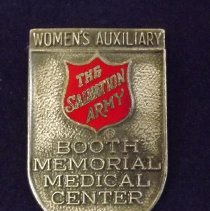 WOMEN'S AUXILIARY
THE
SALVATION
ARMY
®
BOOTH
MEMORIAL
MEDICAL
CENTER